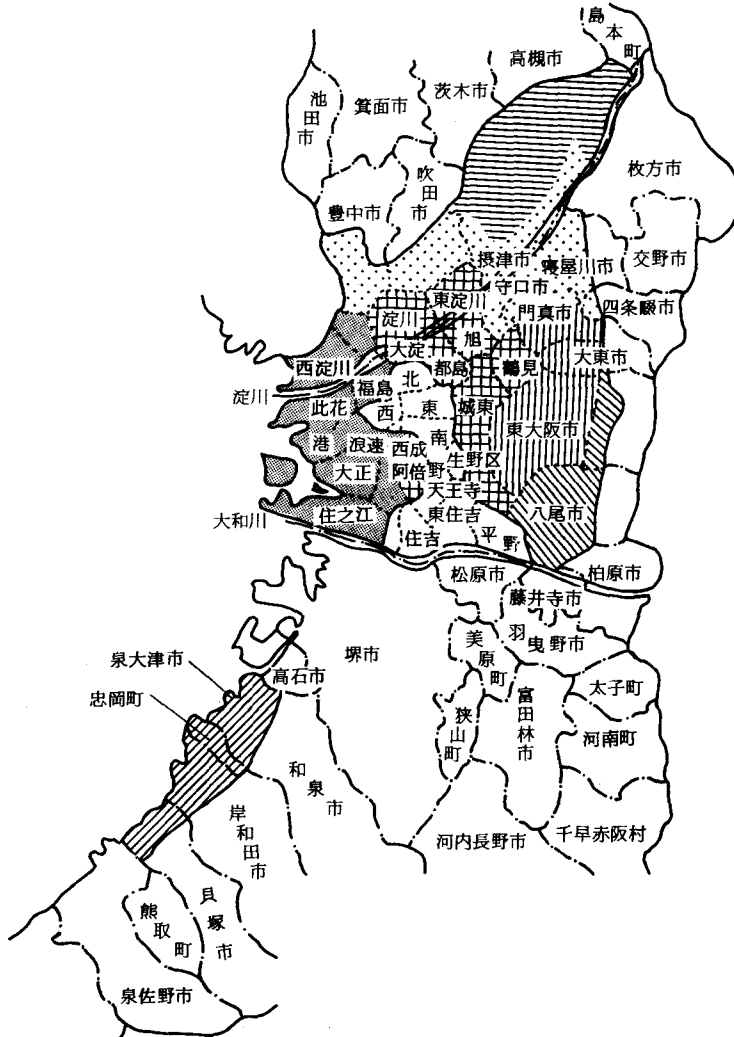 島本町
高槻市
茨木市
箕面市
池田市
吹田市
豊中市
枚方市
交野市
寝屋川市
摂津市
守口市
門真市
四条畷市
大東市
東淀川
淀川
旭
大淀
鶴見
都島
西淀川
淀川
福島
北
此花
西
東
城東
東大阪市
港
浪速
西成
南
大正
阿倍野
生野区
天王寺
八尾市
大和川
住之江
東住吉
住吉
平野
松原市
柏原市
藤井寺市
羽曳野市
美原町
堺市
高石市
泉大津市
忠岡町
太子町
富田林市
狭山町
河南町
和泉市
岸和田市
河内長野市
千早赤阪村
貝塚市
熊取町
泉佐野市